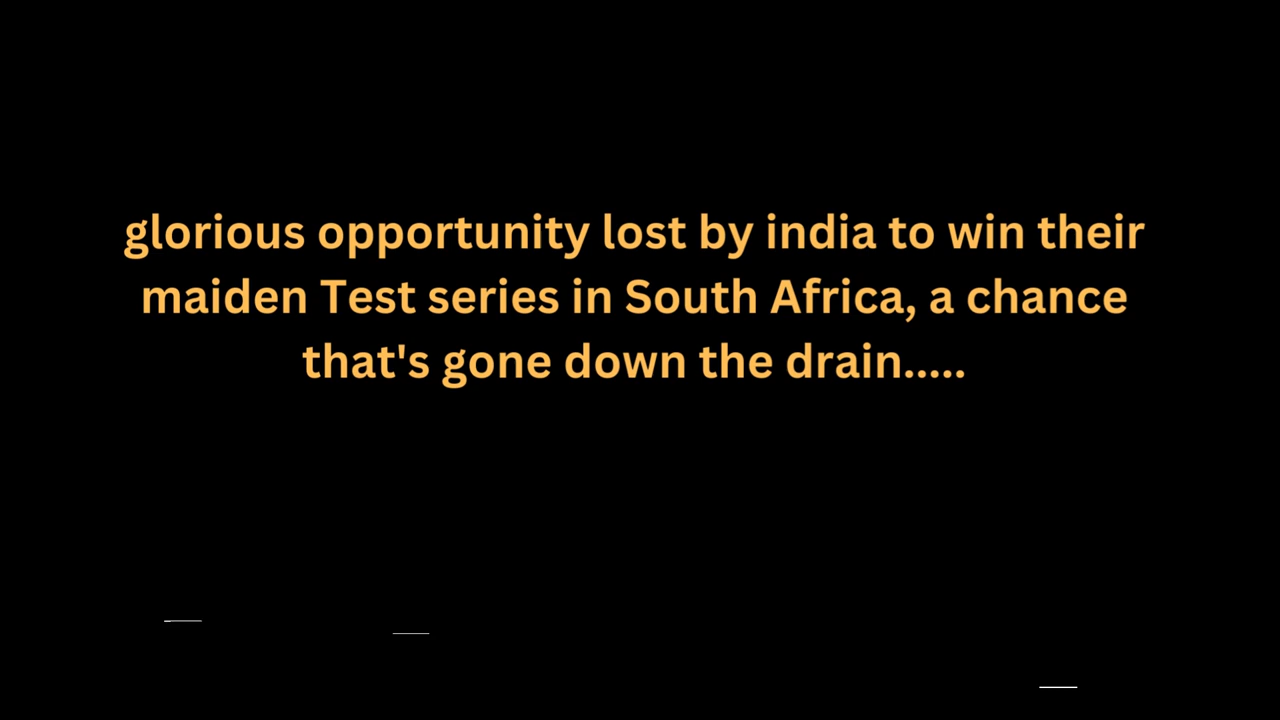 glorious opportunity lost by india to win their
maiden Test series in South Africa, a chance
that's gone down the drain.....